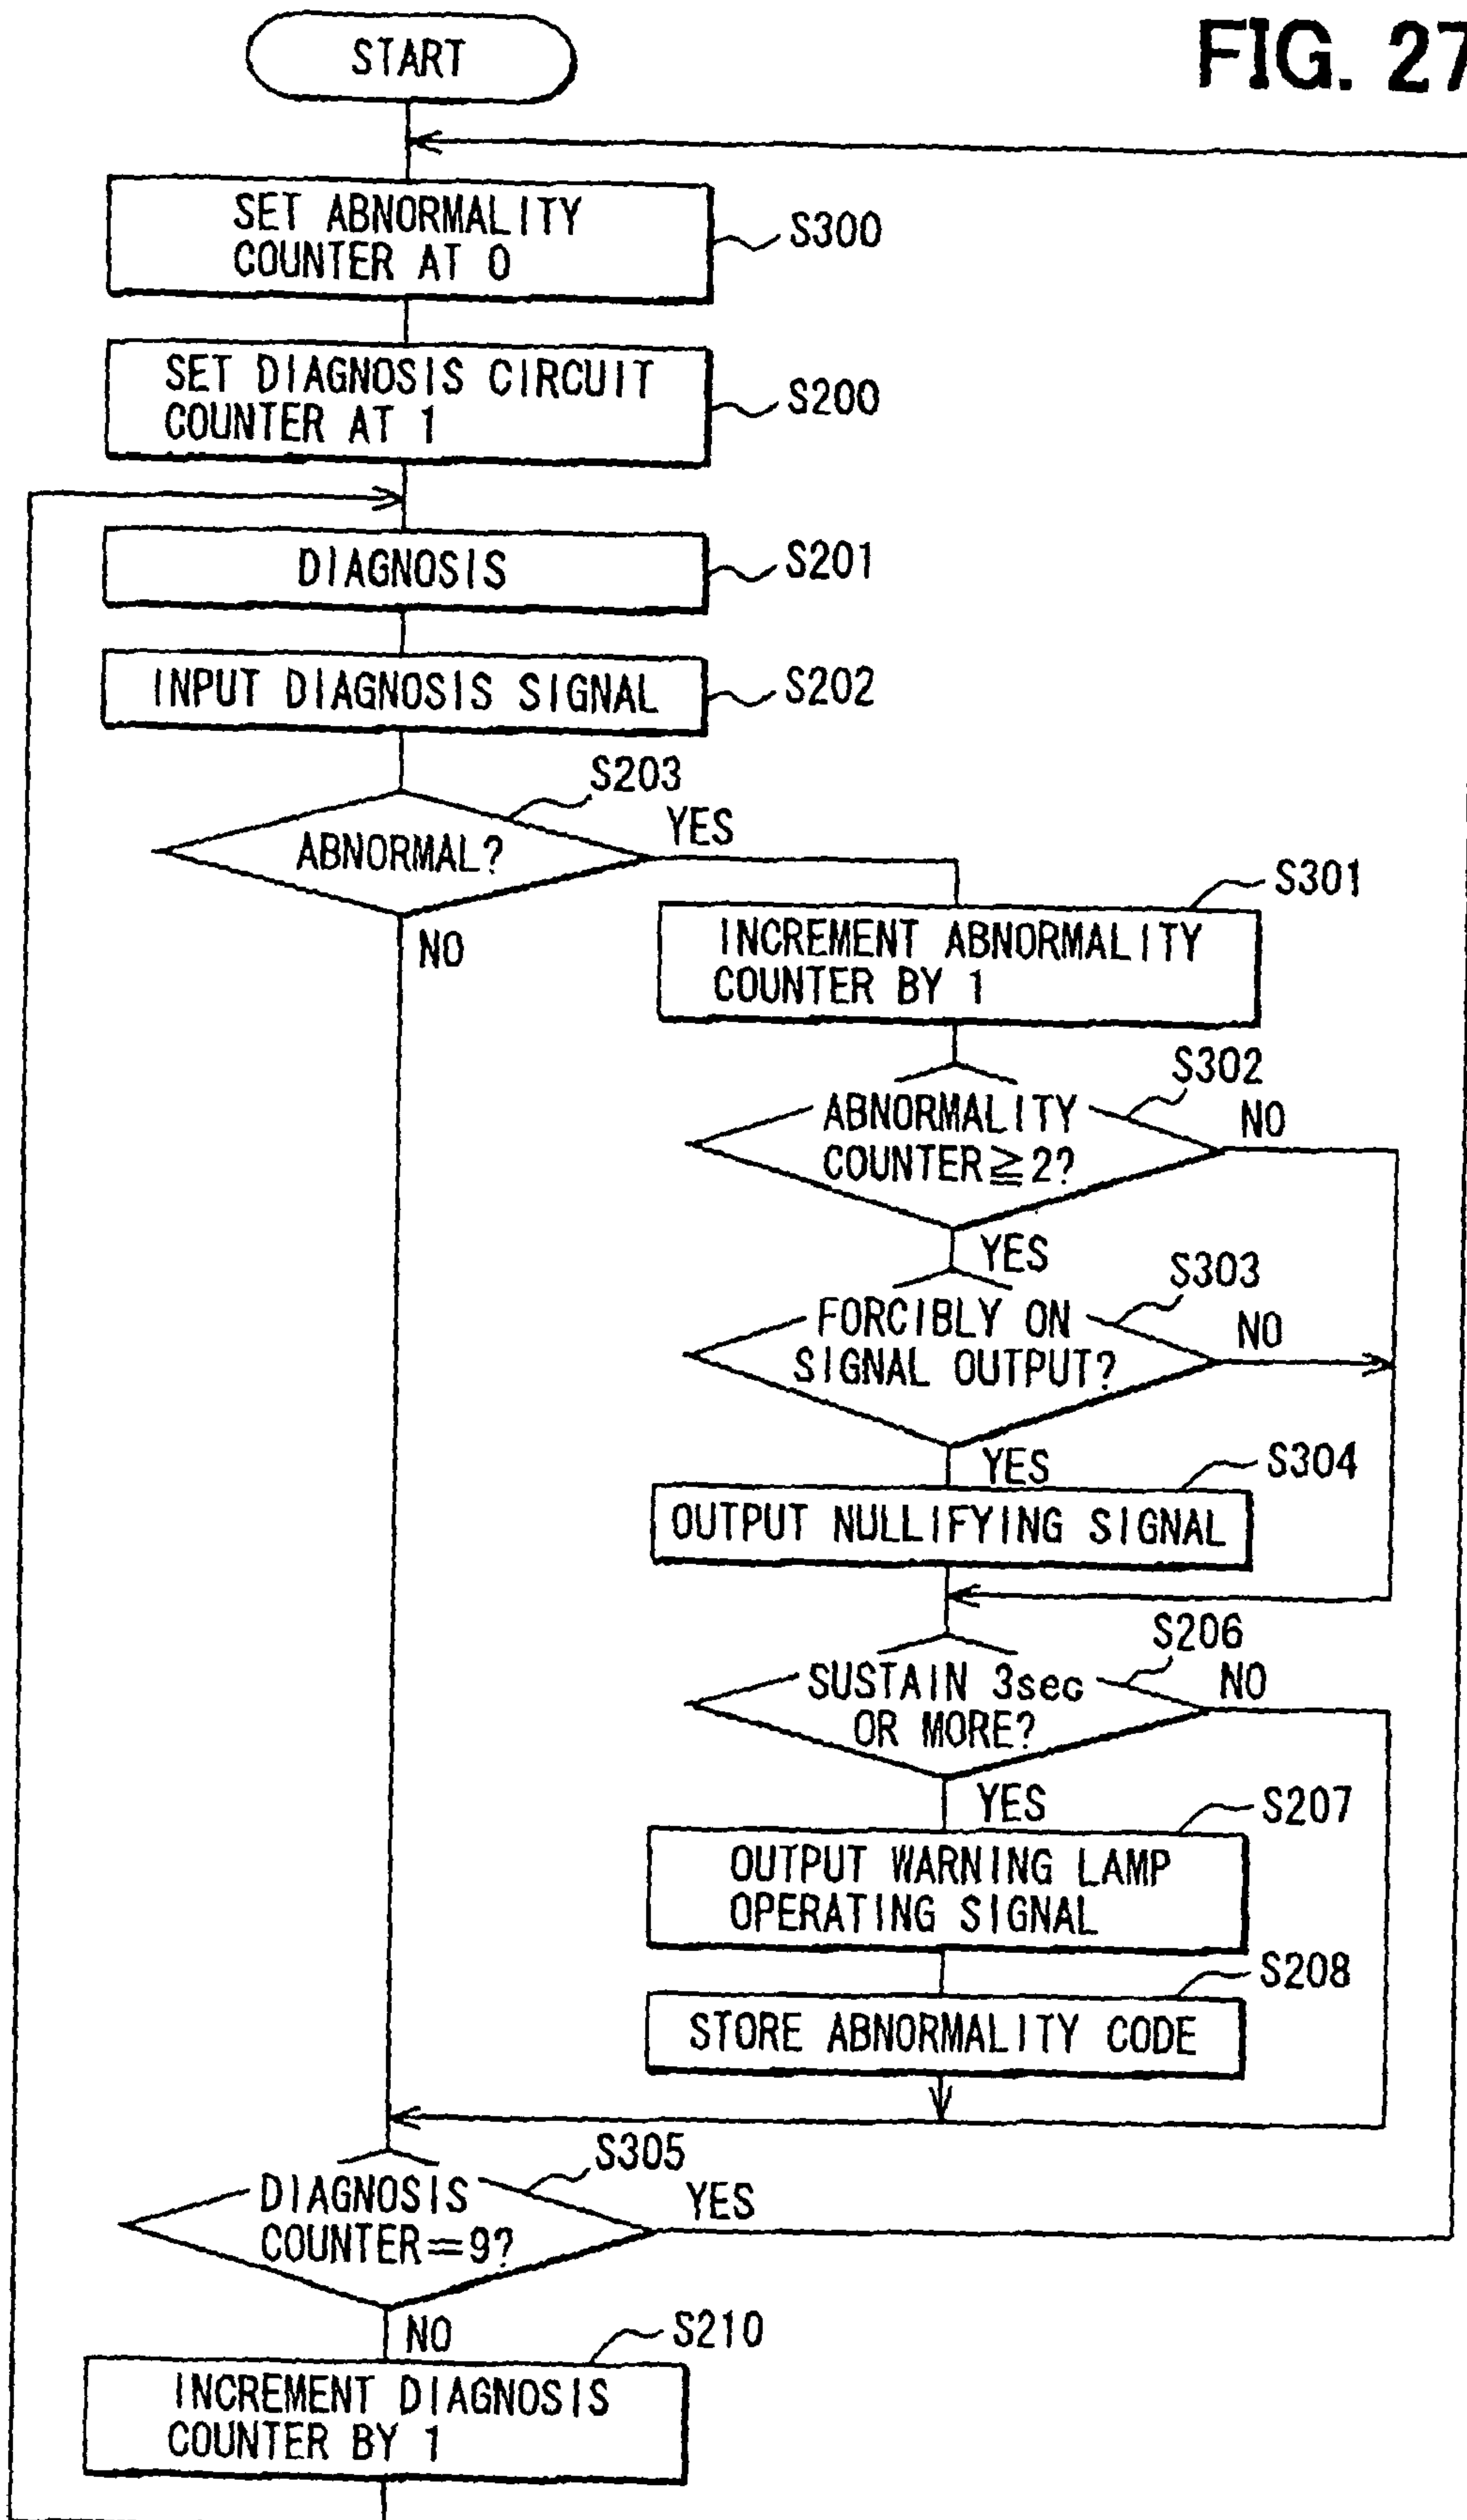 FIG. 27
START
SET ABNORMALITY
COUNTER AT 0
S300
SET DIAGNOSIS CIRCUIT
COUNTER AT 1
S200
DIAGNOSIS
S201
INPUT DIAGNOSIS SIGNAL
S202
S203
ABNORMAL?
YES
NO
S301
INCREMENT ABNORMALITY
COUNTER BY 1
S302
ABNORMALITY
COUNTER≧2?
NO
YES
S303
FORCIBLY ON
SIGNAL OUTPUT?
NO
YES
S304
OUTPUT NULLIFYING SIGNAL
S206
SUSTAIN 3sec
OR MORE?
NO
YES
S207
OUTPUT WARNING LAMP
OPERATING SIGNAL
S208
STORE ABNORMALITY CODE
S305
DIAGNOSIS
COUNTER=9?
YES
NO
S210
INCREMENT DIAGNOSIS
COUNTER BY 1